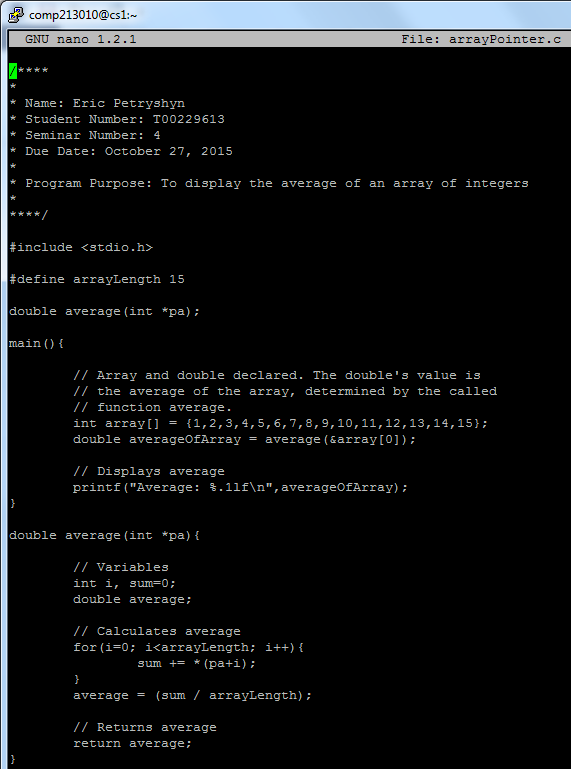 comp213010@cs1:~
GNU nano 1.2.1 File: arrayPointer.c
/****
*
* Name: Eric Petryshyn
* Student Number: T00229613
* Seminar Number: 4
* Due Date: October 27, 2015
*
* Program Purpose: To display the average of an array of integers
*
****/
#include <stdio.h>
#define arrayLength 15
double average(int *pa);
main(){
// Array and double declared. The double's value is
// the average of the array, determined by the called
// function average.
int array[] = {1,2,3,4,5,6,7,8,9,10,11,12,13,14,15};
double averageOfArray = average(&array[0]);
// Displays average
printf("Average: %.1lf\n",averageOfArray);
}
double average(int *pa){
// Variables
int i, sum=0;
double average;
// Calculates average
for(i=0; i<arrayLength; i++){
sum += *(pa+i);
}
average = (sum / arrayLength);
// Returns average
return average;
}